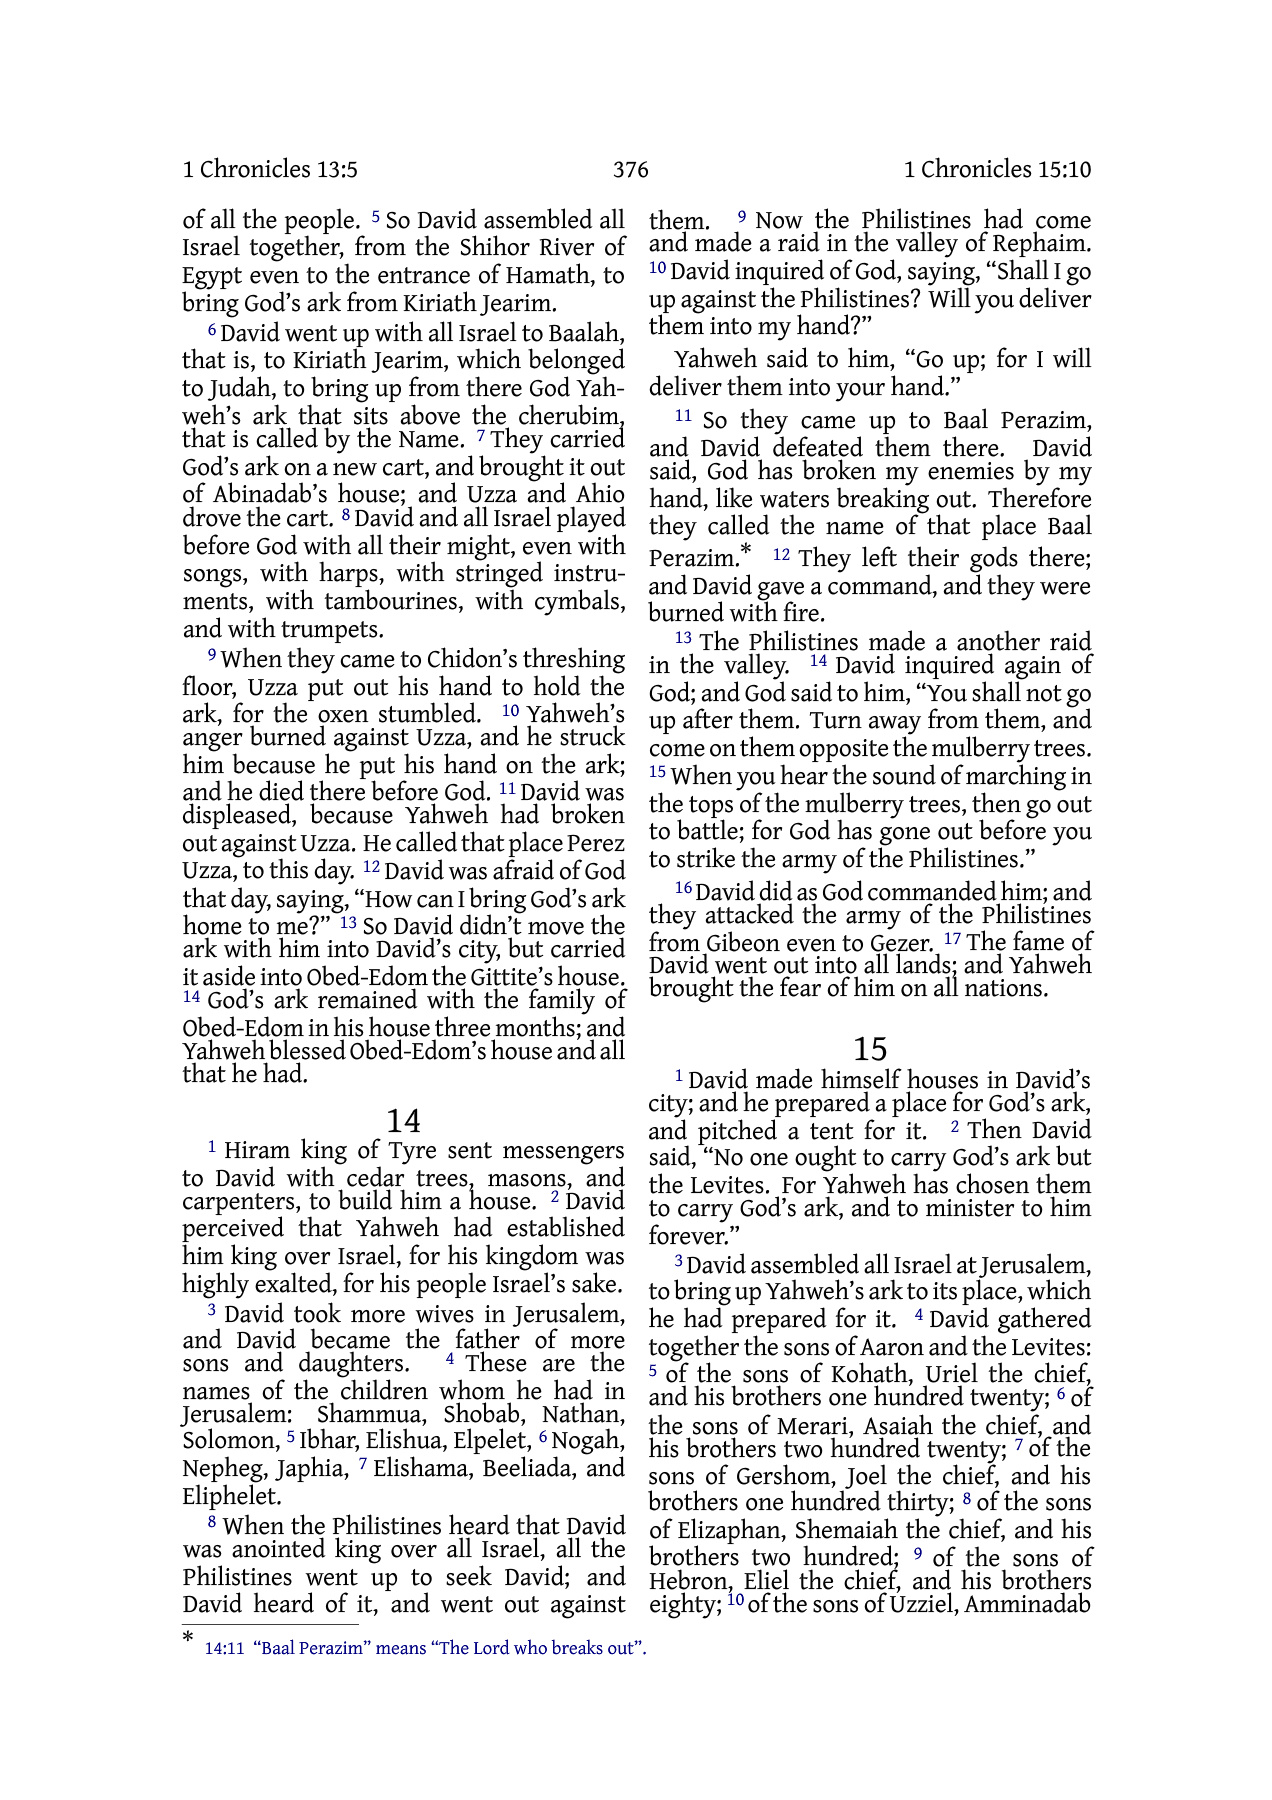 1 Chronicles 13:5 376 1 Chronicles 15:10
of all the people. 5 So David assembled all
Israel together, from the Shihor River of
Egypt even to the entrance of Hamath, to
bring God’s ark from Kiriath Jearim.
6 David went up with all Israel to Baalah,
that is, to Kiriath Jearim, which belonged
to Judah, to bring up from there God Yah-
weh’s ark that sits above the cherubim,
that is called by the Name. 7 They carried
God’s ark on a new cart, and brought it out
of Abinadab’s house; and Uzza and Ahio
drove the cart. 8 David and all Israel played
before God with all their might, even with
songs, with harps, with stringed instru-
ments, with tambourines, with cymbals,
and with trumpets.
9 When they came to Chidon’s threshing
floor, Uzza put out his hand to hold the
ark, for the oxen stumbled. 10 Yahweh’s
anger burned against Uzza, and he struck
him because he put his hand on the ark;
and he died there before God. 11 David was
displeased, because Yahweh had broken
out against Uzza. He called that place Perez
Uzza, to this day. 12 David was afraid of God
that day, saying, “How can I bring God’s ark
home to me?” 13 So David didn’t move the
ark with him into David’s city, but carried
it aside into Obed-Edom the Gittite’s house.
14 God’s ark remained with the family of
Obed-Edom in his house three months; and
Yahweh blessed Obed-Edom’s house and all
that he had.
14
1 Hiram king of Tyre sent messengers
to David with cedar trees, masons, and
carpenters, to build him a house. 2 David
perceived that Yahweh had established
him king over Israel, for his kingdom was
highly exalted, for his people Israel’s sake.
3 David took more wives in Jerusalem,
and David became the father of more
sons and daughters. 4 These are the
names of the children whom he had in
Jerusalem: Shammua, Shobab, Nathan,
Solomon, 5 Ibhar, Elishua, Elpelet, 6 Nogah,
Nepheg, Japhia, 7 Elishama, Beeliada, and
Eliphelet.
8 When the Philistines heard that David
was anointed king over all Israel, all the
Philistines went up to seek David; and
David heard of it, and went out against
them. 9 Now the Philistines had come
and made a raid in the valley of Rephaim.
10 David inquired of God, saying, “Shall I go
up against the Philistines? Will you deliver
them into my hand?”
Yahweh said to him, “Go up; for I will
deliver them into your hand.”
11 So they came up to Baal Perazim,
and David defeated them there. David
said, God has broken my enemies by my
hand, like waters breaking out. Therefore
they called the name of that place Baal
Perazim.* 12 They left their gods there;
and David gave a command, and they were
burned with fire.
13 The Philistines made a another raid
in the valley. 14 David inquired again of
God; and God said to him, “You shall not go
up after them. Turn away from them, and
come on them opposite the mulberry trees.
15 When you hear the sound of marching in
the tops of the mulberry trees, then go out
to battle; for God has gone out before you
to strike the army of the Philistines.”
16 David did as God commanded him; and
they attacked the army of the Philistines
from Gibeon even to Gezer. 17 The fame of
David went out into all lands; and Yahweh
brought the fear of him on all nations.
15
1 David made himself houses in David’s
city; and he prepared a place for God’s ark,
and pitched a tent for it. 2 Then David
said, “No one ought to carry God’s ark but
the Levites. For Yahweh has chosen them
to carry God’s ark, and to minister to him
forever.”
3 David assembled all Israel at Jerusalem,
to bring up Yahweh’s ark to its place, which
he had prepared for it. 4 David gathered
together the sons of Aaron and the Levites:
5 of the sons of Kohath, Uriel the chief,
and his brothers one hundred twenty; 6 of
the sons of Merari, Asaiah the chief, and
his brothers two hundred twenty; 7 of the
sons of Gershom, Joel the chief, and his
brothers one hundred thirty; 8 of the sons
of Elizaphan, Shemaiah the chief, and his
brothers two hundred; 9 of the sons of
Hebron, Eliel the chief, and his brothers
eighty; 10 of the sons of Uzziel, Amminadab
* 14:11 “Baal Perazim” means “The Lord who breaks out”.